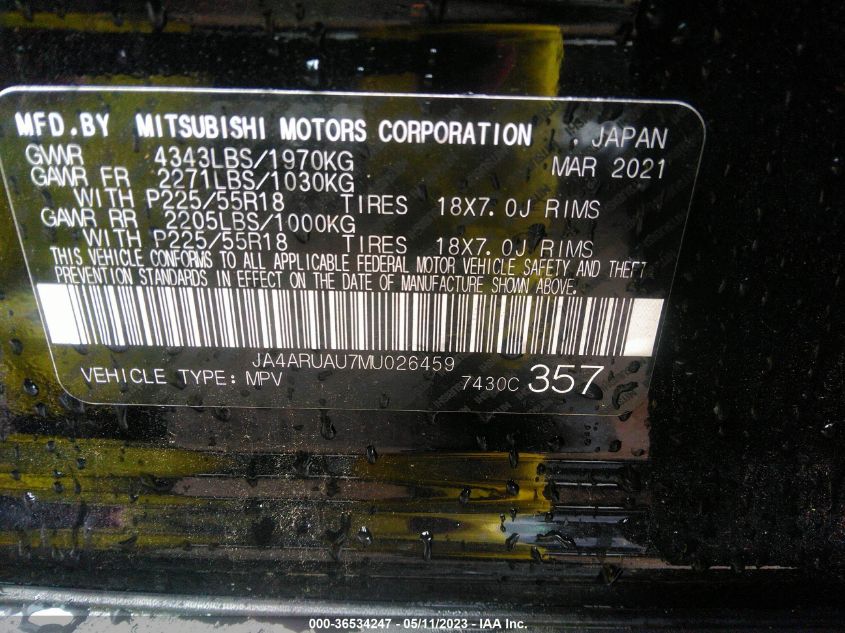 MFD.BY MITSUBISHI MOTORS CORPORATION , JAPAN
GVWR 4343LBS/1970KG MAR 2021
GAWR FR 2271LBS/1030KG
WITH P225/55R18 TIRES 18X7.0J RIMS
GAWR RR 2205LBS/1000KG
WITH P225/55R18 TIRES 18X7.0J RIMS
THIS VEHICLE CONFORMS TO ALL APPLICABLE FEDERAL MOTOR VEHICLE SAFETY AND THEFT
PREVENTION STANDARDS IN EFFECT ON THE DATE OF MANUFACTURE SHOWN ABOVE.
JA4ARUAU7MU026459
VEHICLE TYPE: MPV 7430C 357
000-36534247 - 05/11/2023 - IAA Inc.